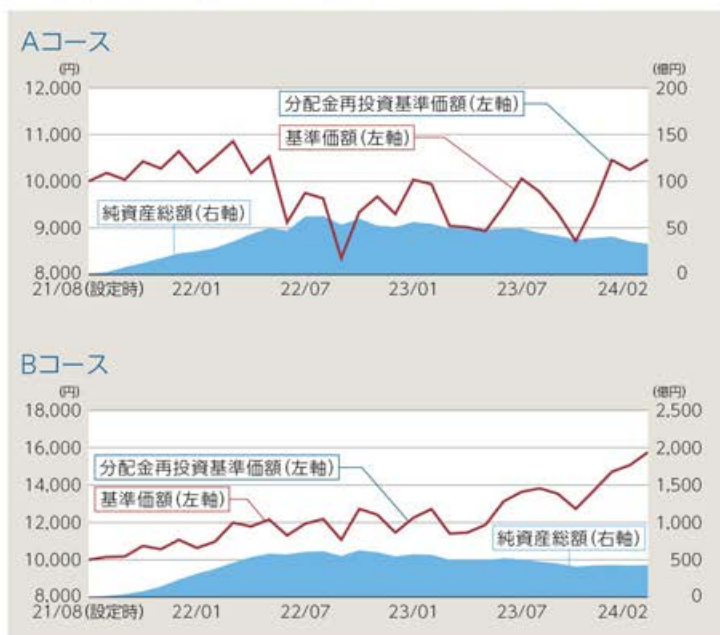 Aコース
(円) (億円)
12,000 200
分配金再投資基準価額(左軸)
11,000 150
基準価額(左軸)
10,000 100
純資産総額(右軸)
9,000 50
8,000 0
21/08(設定時) 22/01 22/07 23/01 23/07 24/02
Bコース
(円) (億円)
18,000 2,500
16,000 2,000
分配金再投資基準価額(左軸)
14,000 1,500
基準価額(左軸)
12,000 1,000
純資産総額(右軸)
10,000 500
8,000 0
21/08(設定時) 22/01 22/07 23/01 23/07 24/02